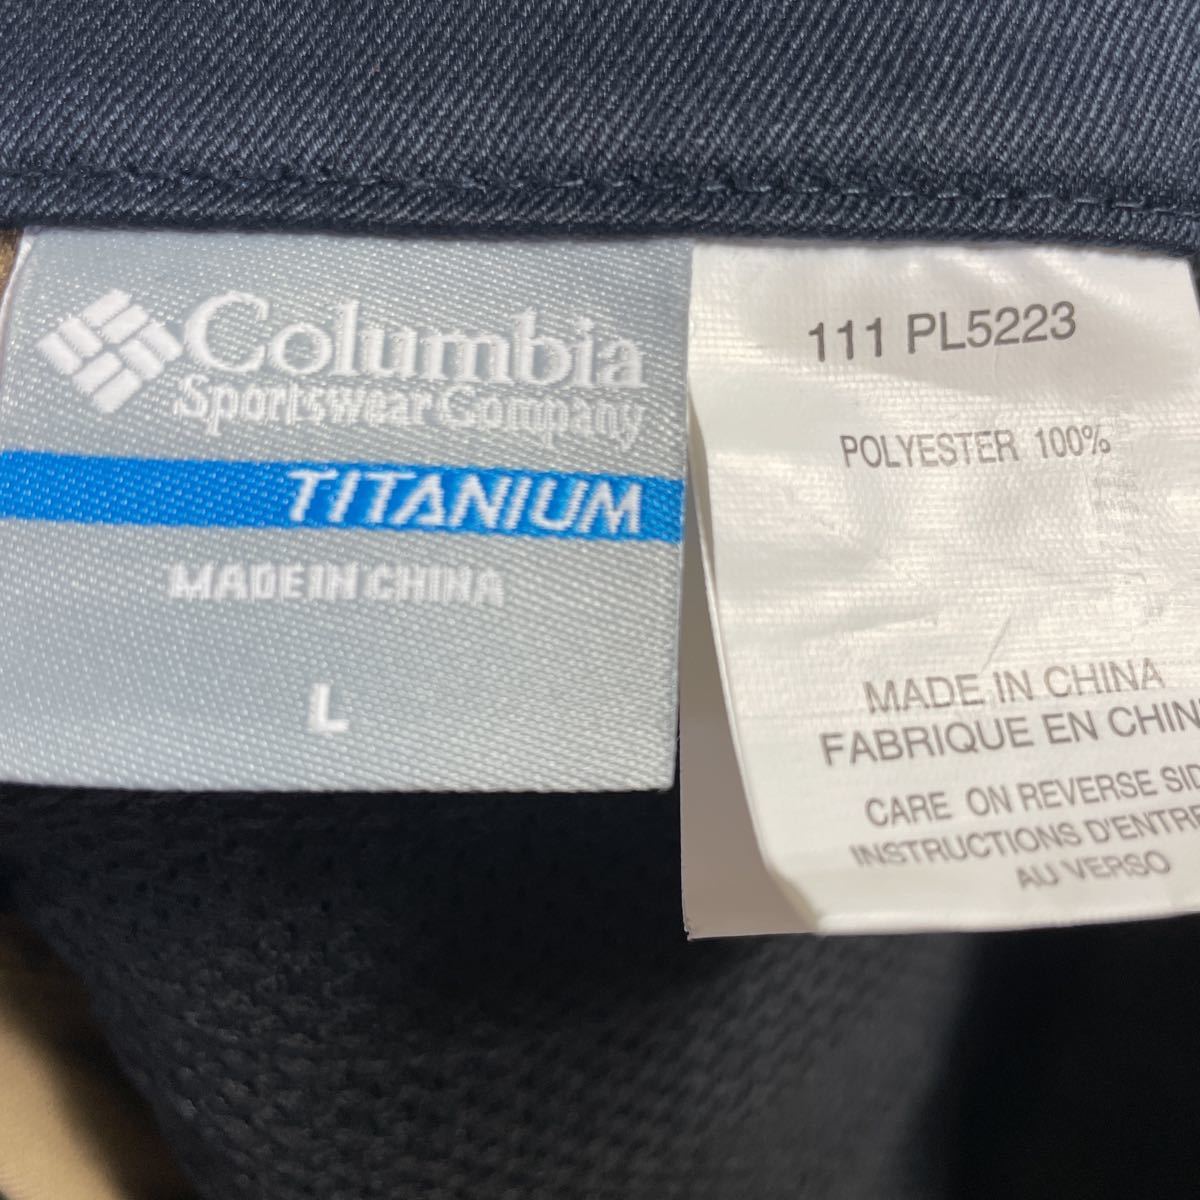 Columbia
Sportswear Company
TITANIUM
MADE IN CHINA
L
111 PL5223
POLYESTER 100%
MADE IN CHINA
FABRIQUE EN CHIN
CARE ON REVERSE SID
INSTRUCTIONS D'ENTRE
AU VERSO